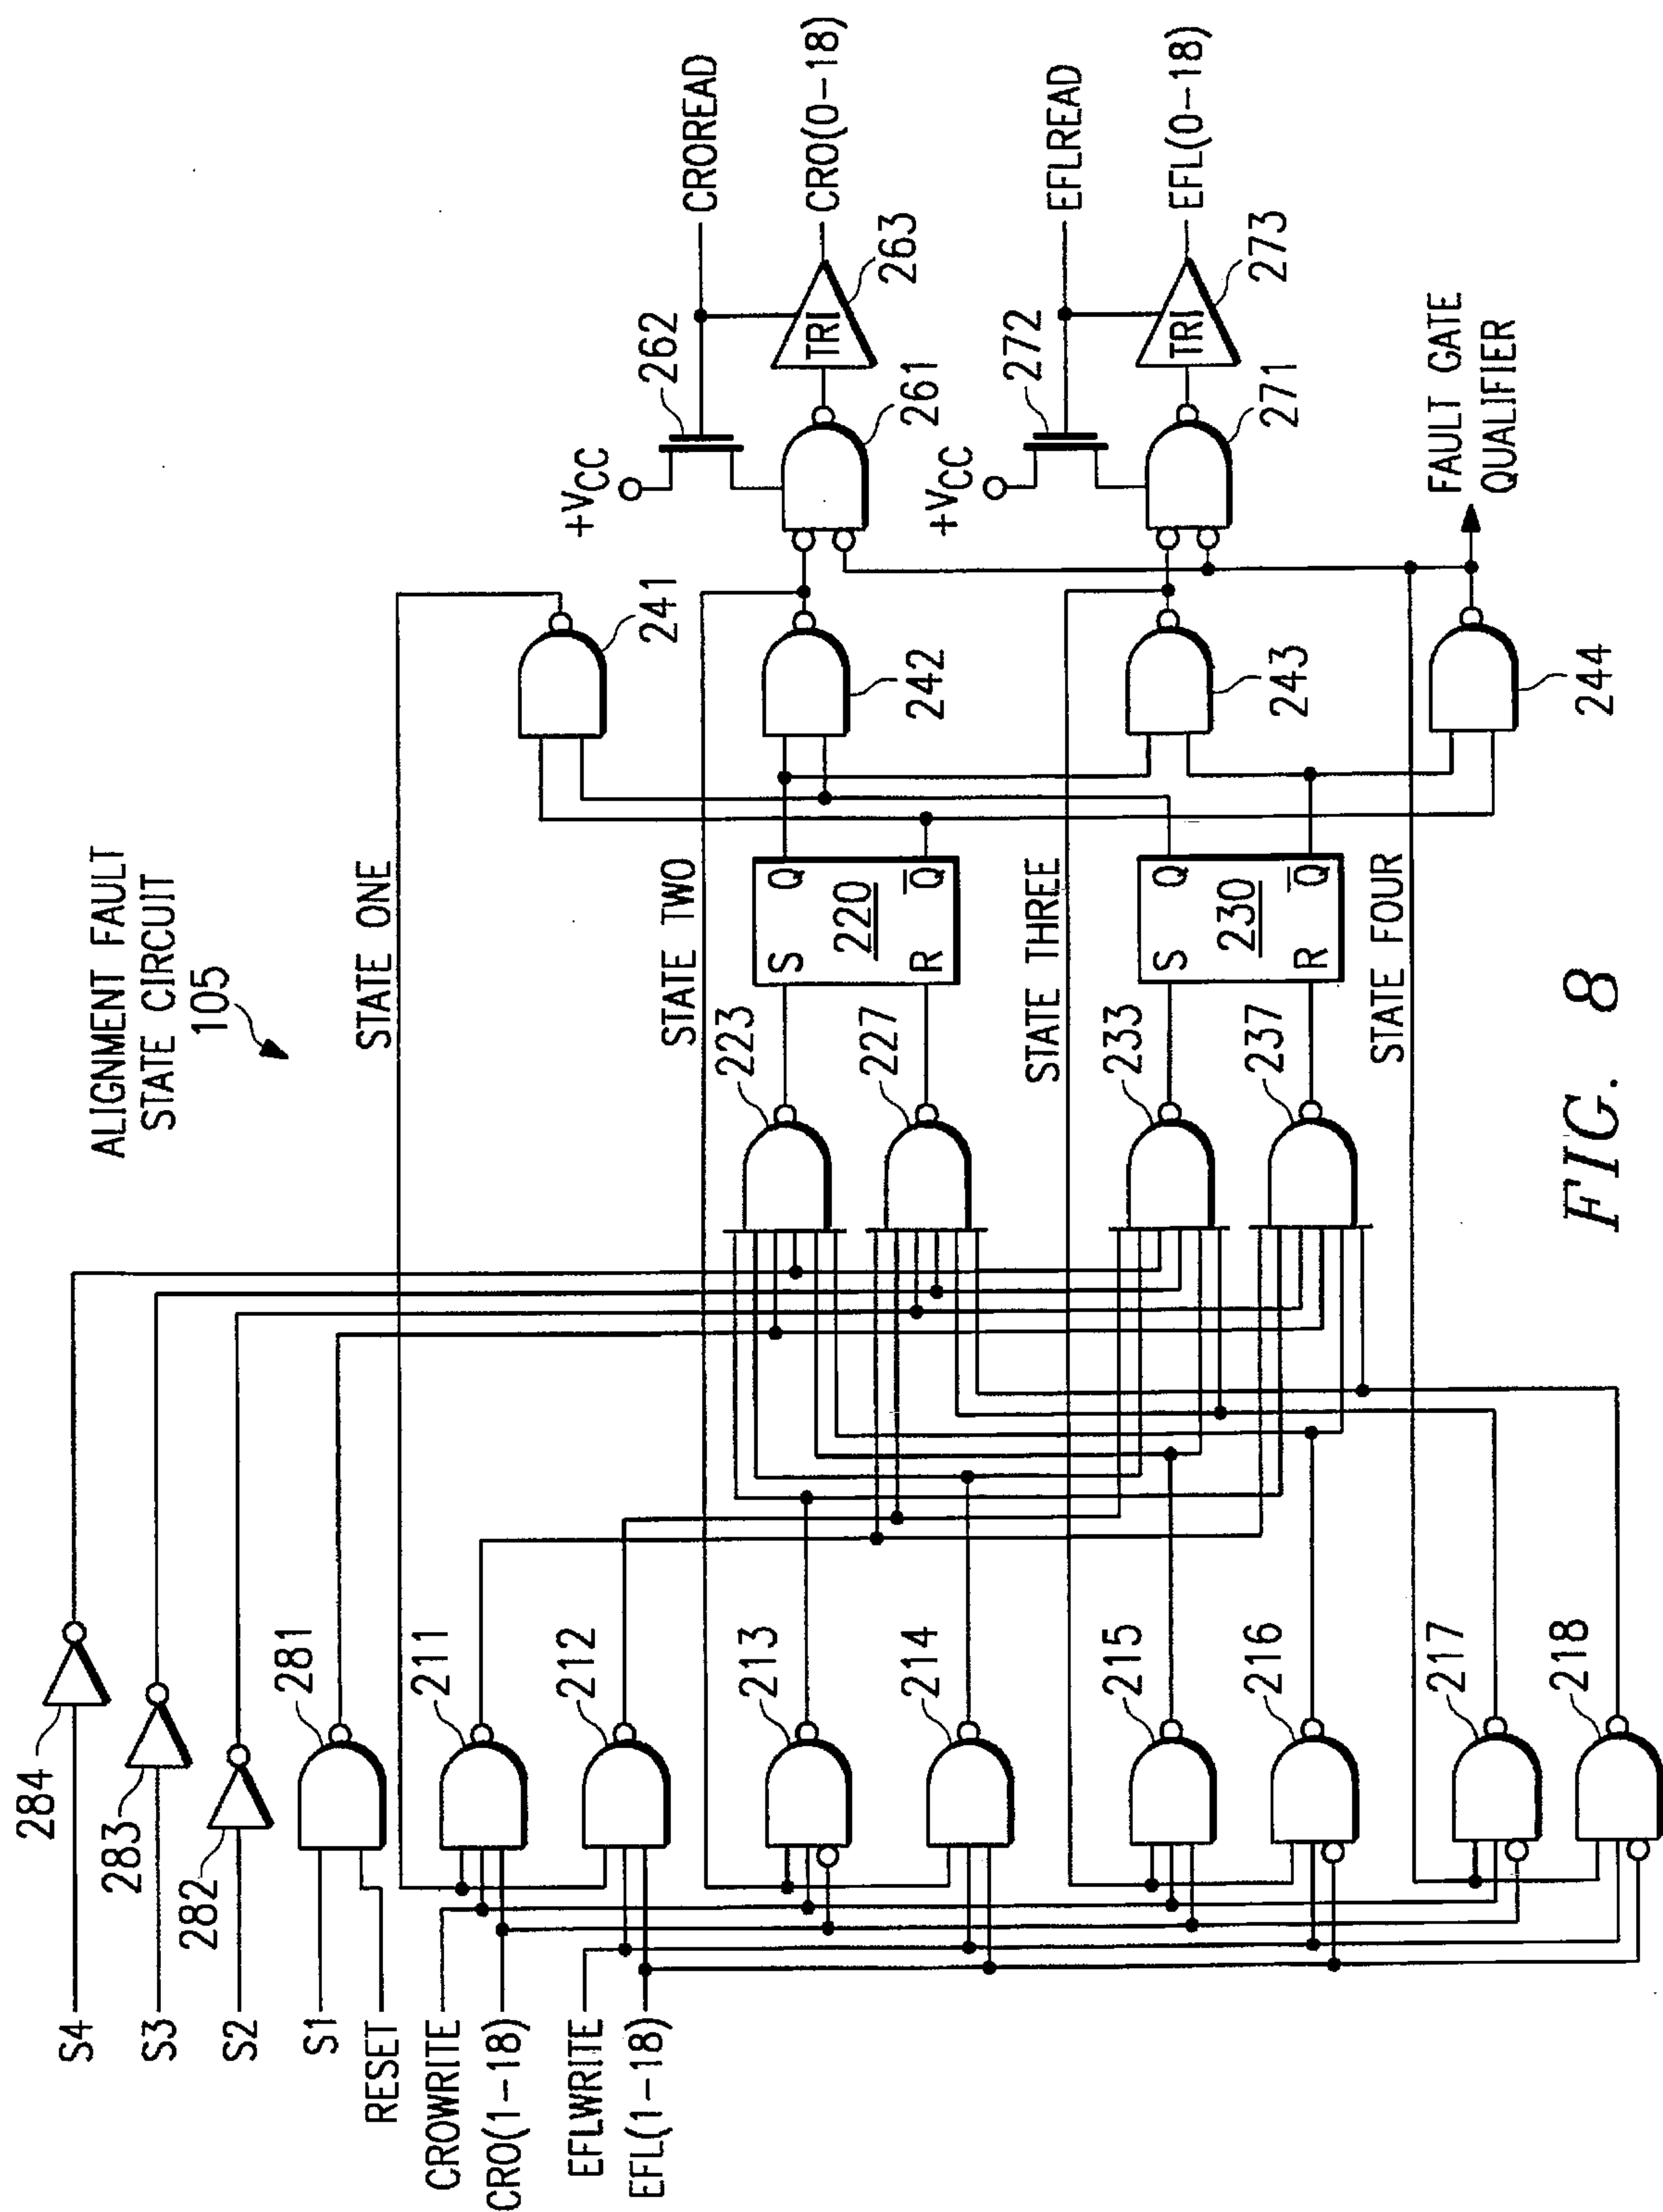 ALIGNMENT FAULT
STATE CIRCUIT
105
S4
284
S3
283
S2
282
S1
RESET
281
STATE ONE
241
CROWRITE
CRO(1-18)
211
EFLWRITE
EFL(1-18)
212
STATE TWO
213
214
223
227
S
Q
220
R
Q
242
+VCC
262
CROREAD
TRI
CRO(0-18)
263
261
STATE THREE
215
216
233
237
S
Q
230
R
Q
243
+VCC
272
EFLREAD
TRI
EFL(0-18)
273
271
STATE FOUR
217
218
244
FAULT GATE
QUALIFIER
FIG. 8